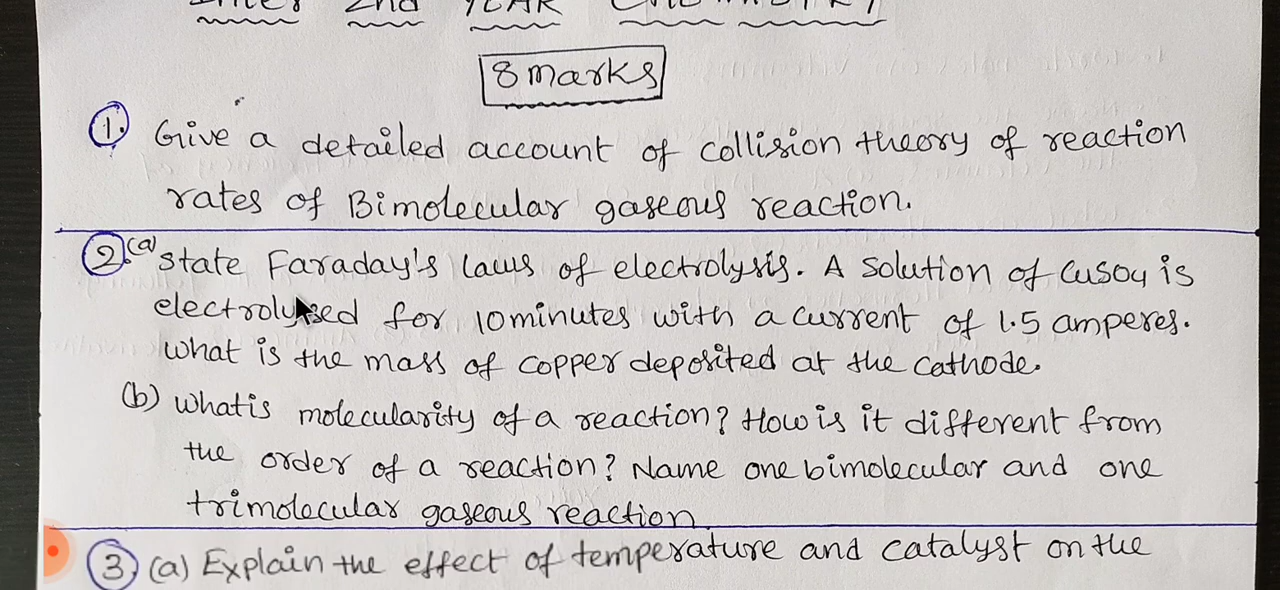 8 marks
1. Give a detailed account of collision theory of reaction
rates of Bimolecular gaseous reaction.
2. (a) State Faraday's laws of electrolysis. A solution of CuSO4 is
electrolysed for 10 minutes with a current of 1.5 amperes.
What is the mass of copper deposited at the cathode.
(b) What is molecularity of a reaction? How is it different from
the order of a reaction? Name one bimolecular and one
trimolecular gaseous reaction.
3. (a) Explain the effect of temperature and catalyst on the